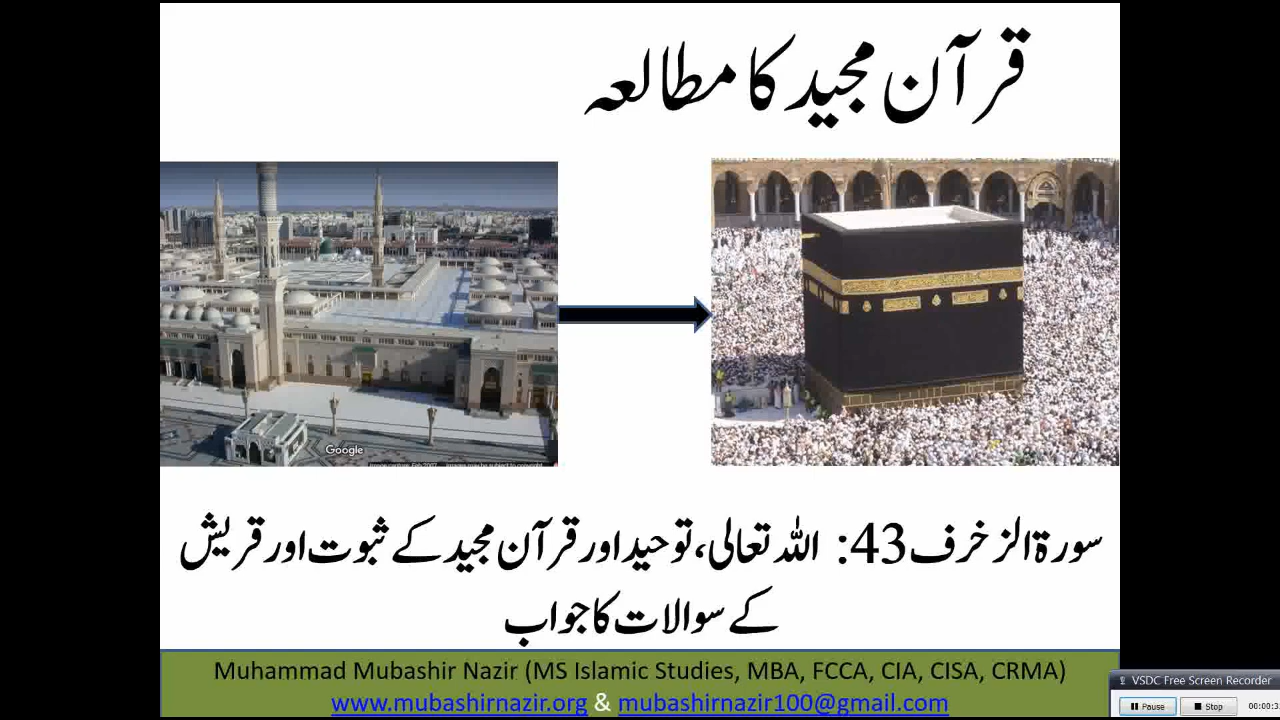 قرآن مجید کا مطالعہ
Google
سورۃ الزخرف 43: اللہ تعالی، توحید اور قرآن مجید کے ثبوت اور قریش
کے سوالات کا جواب
Muhammad Mubashir Nazir (MS Islamic Studies, MBA, FCCA, CIA, CISA, CRMA)
www.mubashirnazir.org & mubashirnazir100@gmail.com
VSDC Free Screen Recorder
Pause Stop